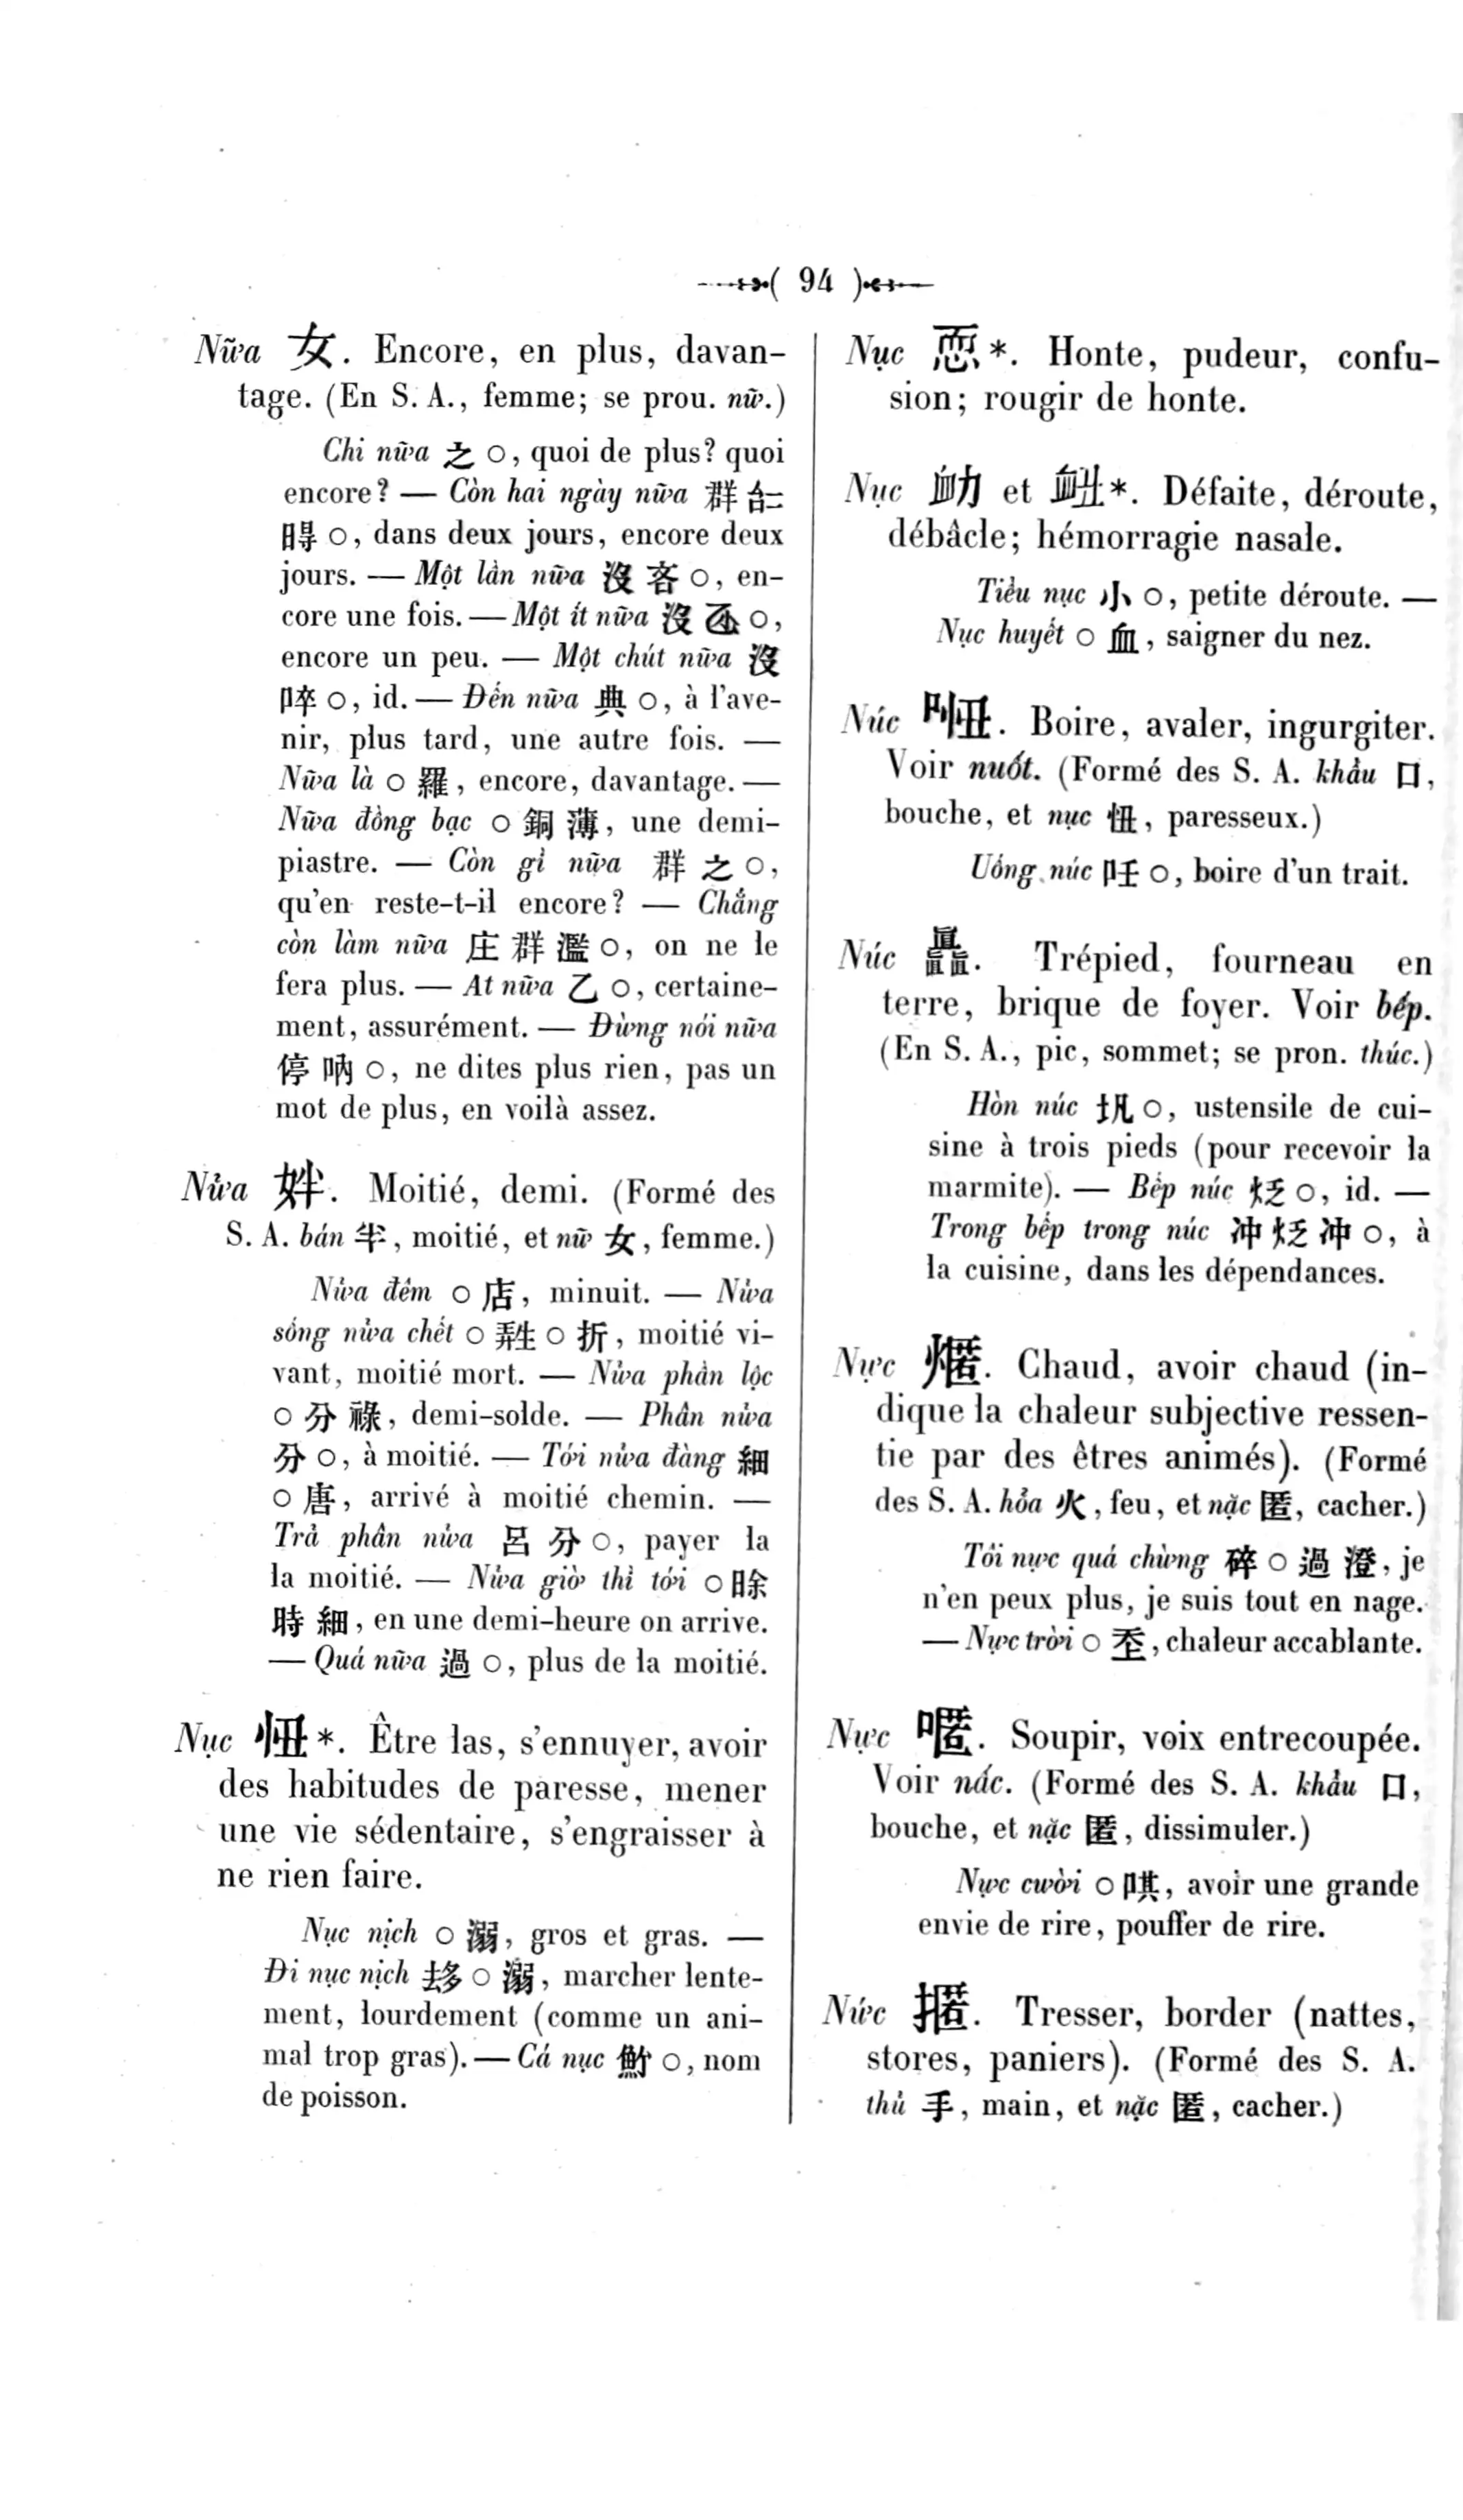 ( 94 )
Nữa 女. Encore, en plus, davan-
tage. (En S. A., femme; se prou. nữ.)
Chi nữa 之 ○, quoi de plus? quoi
encore? — Còn hai ngày nữa 群 𠄩
𣈜 ○, dans deux jours, encore deux
jours. — Một lần nữa 沒 吝 ○, en-
core une fois. — Một ít nữa 沒 ○,
encore un peu. — Một chút nữa 沒
啐 ○, id. — Đến nữa 典 ○, à l'ave-
nir, plus tard, une autre fois. —
Nữa là ○ 羅, encore, davantage. —
Nữa đồng bạc ○ 銅 薄, une demi-
piastre. — Còn gì nữa 群 之 ○,
qu'en reste-t-il encore? — Chẳng
còn làm nữa 庄 群 濫 ○, on ne le
fera plus. — At nữa 乙 ○, certaine-
ment, assurément. — Đừng nói nữa
停 吶 ○, ne dites plus rien, pas un
mot de plus, en voilà assez.
Nửa 姅. Moitié, demi. (Formé des
S. A. bán 半, moitié, et nữ 女, femme.)
Nửa đêm ○ 店, minuit. — Nửa
sống nửa chết ○ 𤯩 ○ 折, moitié vi-
vant, moitié mort. — Nửa phần lộc
○ 分 祿, demi-solde. — Phân nửa
分 ○, à moitié. — Tới nửa đàng 細
○ 唐, arrivé à moitié chemin. —
Trả phân nửa 呂 分 ○, payer la
la moitié. — Nửa giờ thì tới ○ 𣇞
時 細, en une demi-heure on arrive.
— Quá nữa 過 ○, plus de la moitié.
Nục 忸 *. Être las, s'ennuyer, avoir
des habitudes de paresse, mener
une vie sédentaire, s'engraisser à
ne rien faire.
Nục nịch ○ 溺, gros et gras. —
Đi nục nịch 𠫾 ○ 溺, marcher lente-
ment, lourdement (comme un ani-
mal trop gras). — Cá nục ○, nom
de poisson.
Nục 恧 *. Honte, pudeur, confu-
sion; rougir de honte.
Nục 衂 et 衄 *. Défaite, déroute,
débâcle; hémorragie nasale.
Tiểu nục 小 ○, petite déroute. —
Nục huyết ○ 血, saigner du nez.
Núc. Boire, avaler, ingurgiter.
Voir nuốt. (Formé des S. A. khẩu 口,
bouche, et nục 忸, paresseux.)
Uống núc ○, boire d'un trait.
Núc 矗. Trépied, fourneau en
terre, brique de foyer. Voir bếp.
(En S. A., pic, sommet; se pron. thúc.)
Hòn núc ○, ustensile de cui-
sine à trois pieds (pour recevoir la
marmite). — Bếp núc 炦 ○, id. —
Trong bếp trong núc 冲 冲 ○, à
la cuisine, dans les dépendances.
Nực. Chaud, avoir chaud (in-
dique la chaleur subjective ressen-
tie par des êtres animés). (Formé
des S. A. hỏa 火, feu, et nặc 匿, cacher.)
Tôi nực quá chừng 碎 ○ 過 澄, je
n'en peux plus, je suis tout en nage.
— Nực trời ○ 𡗶, chaleur accablante.
Nực 嚁. Soupir, voix entrecoupée.
Voir nấc. (Formé des S. A. khẩu 口,
bouche, et nặc 匿, dissimuler.)
Nực cười ○ 唭, avoir une grande
envie de rire, pouffer de rire.
Nức 搦. Tresser, border (nattes,
stores, paniers). (Formé des S. A.
thủ 手, main, et nặc 匿, cacher.)